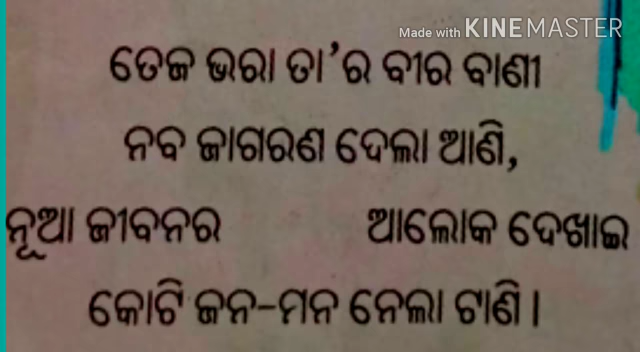 Made with KINEMASTER
ତେଜ ଭରା ତା'ର ବୀର ବାଣୀ
ନବ ଜାଗରଣ ଦେଲା ଆଣି,
ନୂଆ ଜୀବନର ଆଲୋକ ଦେଖାଇ
କୋଟି ଜନ-ମନ ନେଲା ଟାଣି।